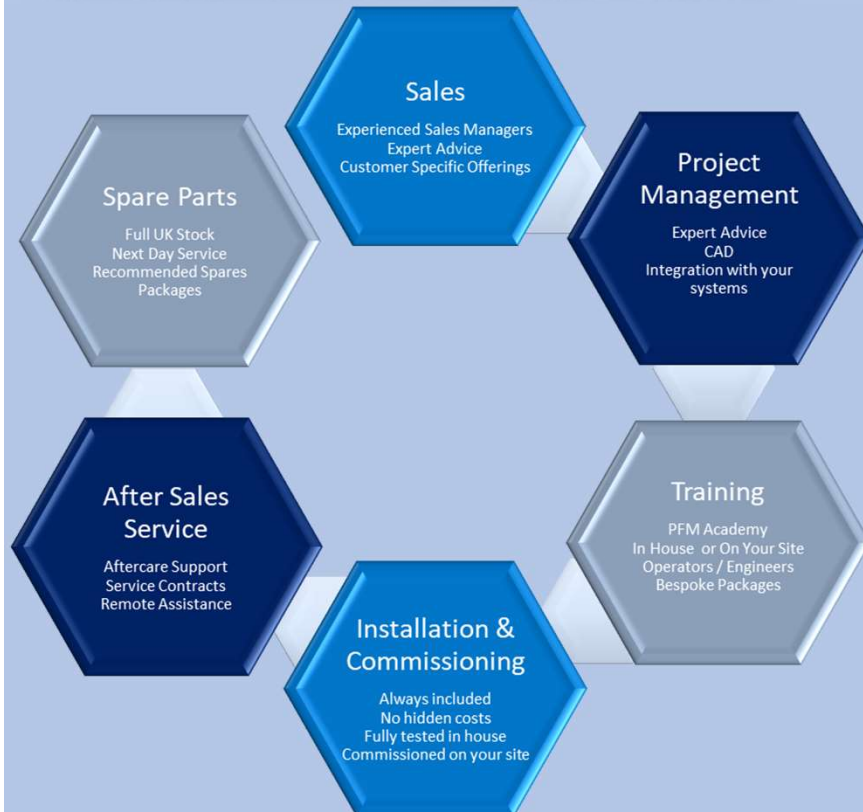 Sales
Experienced Sales Managers
Expert Advice
Customer Specific Offerings
Project
Management
Expert Advice
CAD
Integration with your
systems
Training
PFM Academy
In House or On Your Site
Operators / Engineers
Bespoke Packages
Installation &
Commissioning
Always included
No hidden costs
Fully tested in house
Commissioned on your site
After Sales
Service
Aftercare Support
Service Contracts
Remote Assistance
Spare Parts
Full UK Stock
Next Day Service
Recommended Spares
Packages